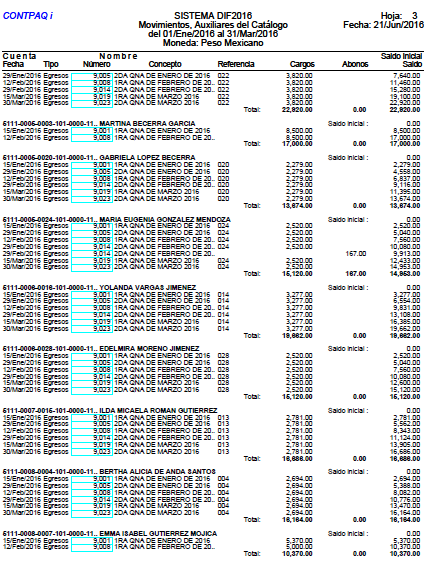 CONTPAQ i SISTEMA DIF2016 Hoja: 3
Movimientos, Auxiliares del Catálogo Fecha: 21/Jun/2016
del 01/Ene/2016 al 31/Mar/2016
Moneda: Peso Mexicano
Cuenta Nombre Saldo Inicial
Fecha Tipo Número Concepto Referencia Cargos Abonos Saldo
29/Ene/2016 Egresos 9,005 2DA QNA DE ENERO DE 2016 022 3,820.00 7,640.00
12/Feb/2016 Egresos 9,008 1RA QNA DE FEBRERO DE 20.. 022 3,820.00 11,460.00
29/Feb/2016 Egresos 9,014 2DA QNA DE FEBRERO DE 20... 022 3,820.00 15,280.00
15/Mar/2016 Egresos 9,019 1RA QNA DE MARZO 2016 022 3,820.00 19,100.00
30/Mar/2016 Egresos 9,023 2DA QNA DE MARZO 2016 022 3,820.00 22,920.00
Total: 22,920.00 0.00 22,920.00
6111-0006-0003-101-0000-11.. MARTINA BECERRA GARCIA Saldo inicial : 0.00
15/Ene/2016 Egresos 9,001 1RA QNA DE ENERO DE 2016 8,500.00 8,500.00
12/Feb/2016 Egresos 9,008 1RA QNA DE FEBRERO DE 20.. 8,500.00 17,000.00
Total: 17,000.00 0.00 17,000.00
6111-0006-0020-101-0000-11.. GABRIELA LOPEZ BECERRA Saldo inicial : 0.00
15/Ene/2016 Egresos 9,001 1RA QNA DE ENERO DE 2016 020 2,279.00 2,279.00
29/Ene/2016 Egresos 9,005 2DA QNA DE ENERO DE 2016 020 2,279.00 4,558.00
12/Feb/2016 Egresos 9,008 1RA QNA DE FEBRERO DE 20.. 020 2,279.00 6,837.00
29/Feb/2016 Egresos 9,014 2DA QNA DE FEBRERO DE 20... 020 2,279.00 9,116.00
15/Mar/2016 Egresos 9,019 1RA QNA DE MARZO 2016 020 2,279.00 11,395.00
30/Mar/2016 Egresos 9,023 2DA QNA DE MARZO 2016 020 2,279.00 13,674.00
Total: 13,674.00 0.00 13,674.00
6111-0006-0024-101-0000-11.. MARIA EUGENIA GONZALEZ MENDOZA Saldo inicial : 0.00
15/Ene/2016 Egresos 9,001 1RA QNA DE ENERO DE 2016 024 2,520.00 2,520.00
29/Ene/2016 Egresos 9,005 2DA QNA DE ENERO DE 2016 024 2,520.00 5,040.00
12/Feb/2016 Egresos 9,008 1RA QNA DE FEBRERO DE 20.. 024 2,520.00 7,560.00
29/Feb/2016 Egresos 9,014 2DA QNA DE FEBRERO DE 20... 024 2,520.00 10,080.00
29/Feb/2016 Egresos 9,014 2DA QNA DE FEBRERO DE 20... 024 167.00 9,913.00
15/Mar/2016 Egresos 9,019 1RA QNA DE MARZO 2016 024 2,520.00 12,433.00
30/Mar/2016 Egresos 9,023 2DA QNA DE MARZO 2016 024 2,520.00 14,953.00
Total: 15,120.00 167.00 14,953.00
6111-0006-0016-101-0000-11.. YOLANDA VARGAS JIMENEZ Saldo inicial : 0.00
15/Ene/2016 Egresos 9,001 1RA QNA DE ENERO DE 2016 014 3,277.00 3,277.00
29/Ene/2016 Egresos 9,005 2DA QNA DE ENERO DE 2016 014 3,277.00 6,554.00
12/Feb/2016 Egresos 9,008 1RA QNA DE FEBRERO DE 20.. 014 3,277.00 9,831.00
29/Feb/2016 Egresos 9,014 2DA QNA DE FEBRERO DE 20... 014 3,277.00 13,108.00
15/Mar/2016 Egresos 9,019 1RA QNA DE MARZO 2016 014 3,277.00 16,385.00
30/Mar/2016 Egresos 9,023 2DA QNA DE MARZO 2016 014 3,277.00 19,662.00
Total: 19,662.00 0.00 19,662.00
6111-0006-0028-101-0000-11.. EDELMIRA MORENO JIMENEZ Saldo inicial : 0.00
15/Ene/2016 Egresos 9,001 1RA QNA DE ENERO DE 2016 028 2,520.00 2,520.00
29/Ene/2016 Egresos 9,005 2DA QNA DE ENERO DE 2016 028 2,520.00 5,040.00
12/Feb/2016 Egresos 9,008 1RA QNA DE FEBRERO DE 20.. 028 2,520.00 7,560.00
29/Feb/2016 Egresos 9,014 2DA QNA DE FEBRERO DE 20... 028 2,520.00 10,080.00
15/Mar/2016 Egresos 9,019 1RA QNA DE MARZO 2016 028 2,520.00 12,600.00
30/Mar/2016 Egresos 9,023 2DA QNA DE MARZO 2016 028 2,520.00 15,120.00
Total: 15,120.00 0.00 15,120.00
6111-0007-0015-101-0000-11.. ILDA MICAELA ROMAN GUTIERREZ Saldo inicial : 0.00
15/Ene/2016 Egresos 9,001 1RA QNA DE ENERO DE 2016 013 2,781.00 2,781.00
29/Ene/2016 Egresos 9,005 2DA QNA DE ENERO DE 2016 013 2,781.00 5,562.00
12/Feb/2016 Egresos 9,008 1RA QNA DE FEBRERO DE 20.. 013 2,781.00 8,343.00
29/Feb/2016 Egresos 9,014 2DA QNA DE FEBRERO DE 20... 013 2,781.00 11,124.00
15/Mar/2016 Egresos 9,019 1RA QNA DE MARZO 2016 013 2,781.00 13,905.00
30/Mar/2016 Egresos 9,023 2DA QNA DE MARZO 2016 013 2,781.00 16,686.00
Total: 16,686.00 0.00 16,686.00
6111-0008-0004-101-0000-11.. BERTHA ALICIA DE ANDA SANTOS Saldo inicial : 0.00
15/Ene/2016 Egresos 9,001 1RA QNA DE ENERO DE 2016 004 2,694.00 2,694.00
29/Ene/2016 Egresos 9,005 2DA QNA DE ENERO DE 2016 004 2,694.00 5,388.00
12/Feb/2016 Egresos 9,008 1RA QNA DE FEBRERO DE 20.. 004 2,694.00 8,082.00
29/Feb/2016 Egresos 9,014 2DA QNA DE FEBRERO DE 20... 004 2,694.00 10,776.00
15/Mar/2016 Egresos 9,019 1RA QNA DE MARZO 2016 004 2,694.00 13,470.00
30/Mar/2016 Egresos 9,023 2DA QNA DE MARZO 2016 004 2,694.00 16,164.00
Total: 16,164.00 0.00 16,164.00
6111-0008-0007-101-0000-11.. EMMA ISABEL GUTIERREZ MOJICA Saldo inicial : 0.00
15/Ene/2016 Egresos 9,001 1RA QNA DE ENERO DE 2016 5,370.00 5,370.00
12/Feb/2016 Egresos 9,008 1RA QNA DE FEBRERO DE 20.. 5,000.00 10,370.00
Total: 10,370.00 0.00 10,370.00